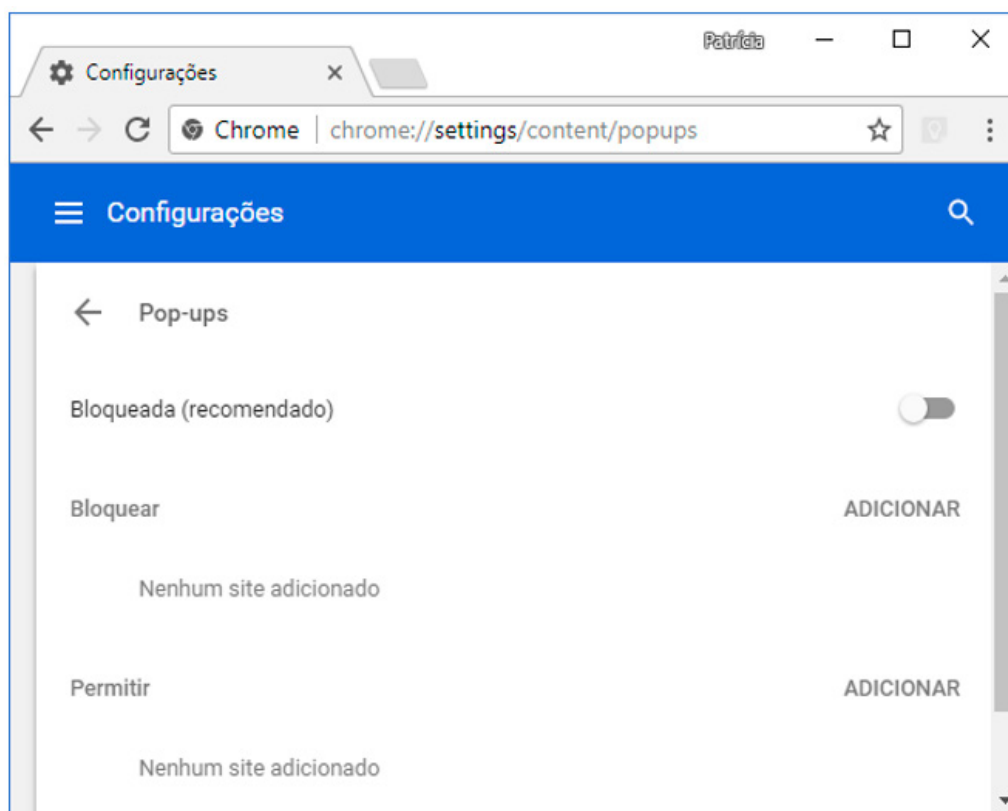 Patrícia
Configurações
Chrome | chrome://settings/content/popups
Configurações
Pop-ups
Bloqueada (recomendado)
Bloquear ADICIONAR
Nenhum site adicionado
Permitir ADICIONAR
Nenhum site adicionado